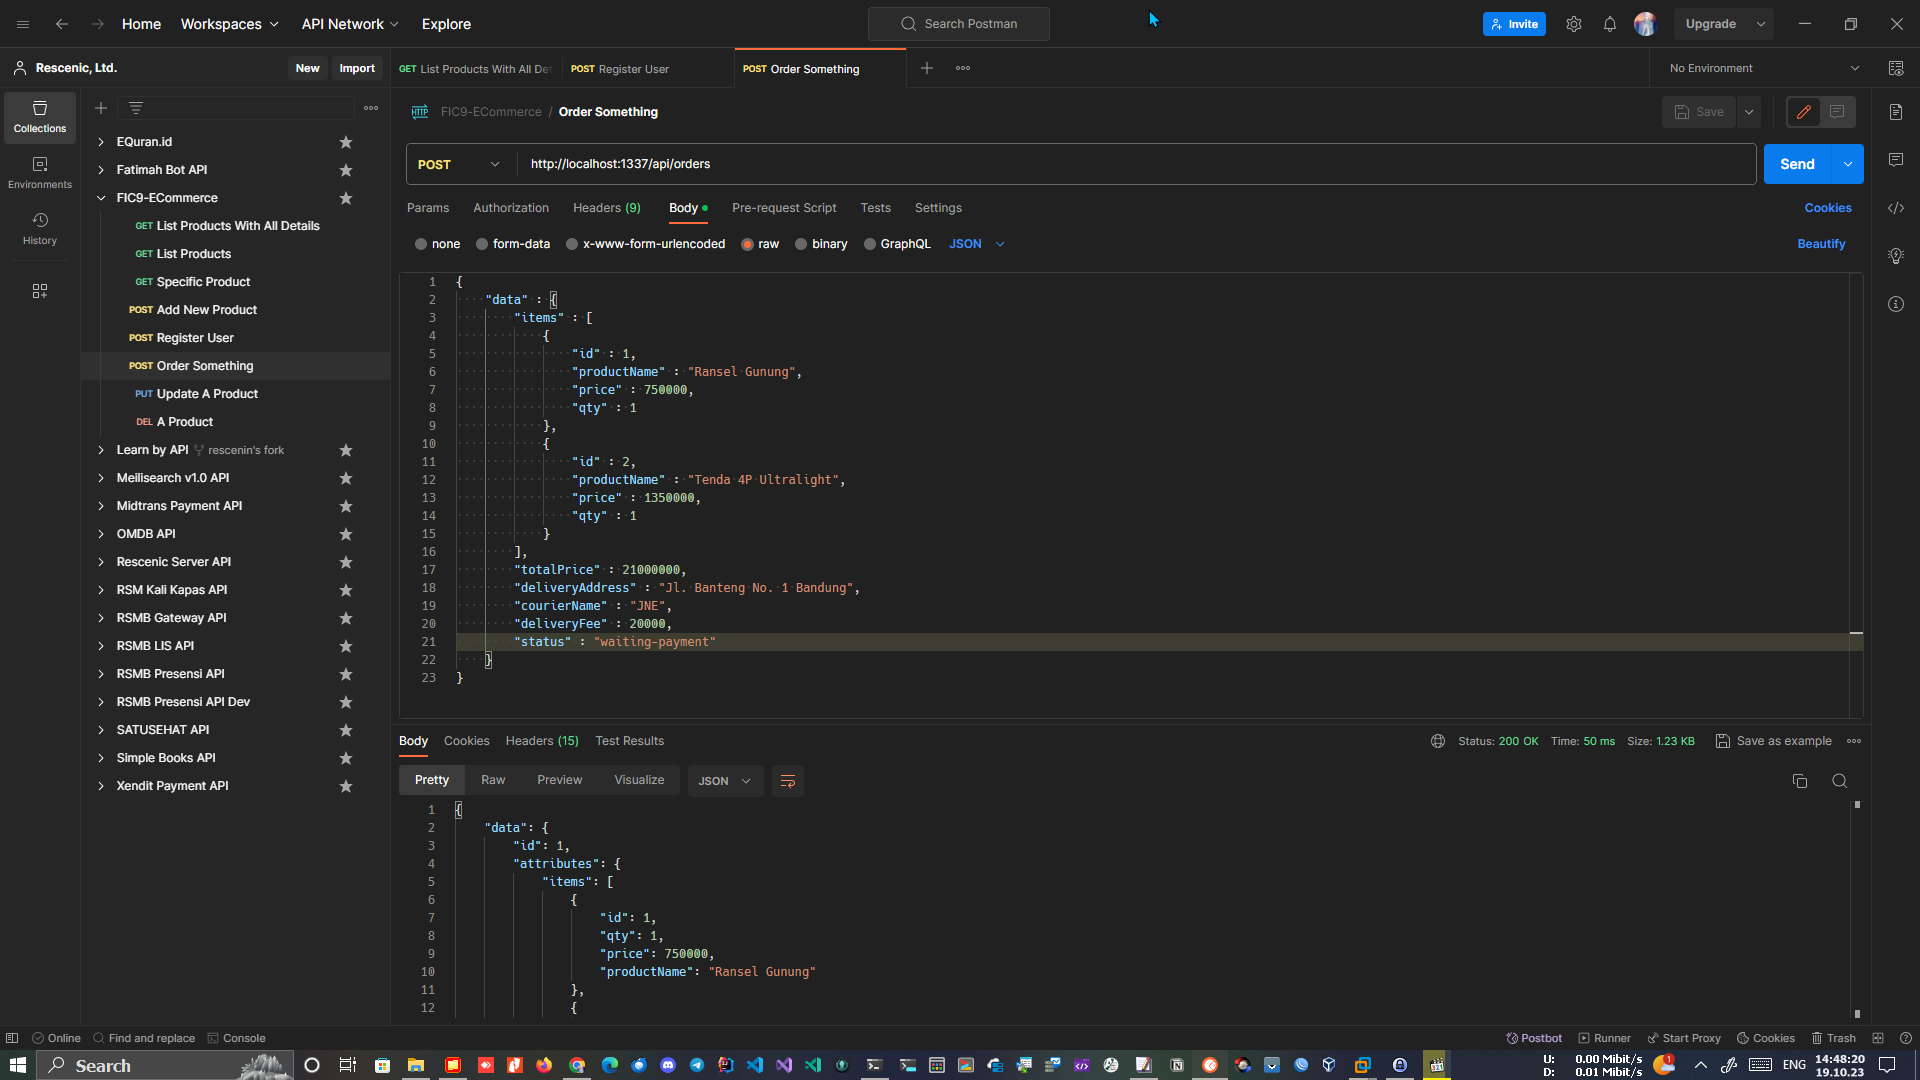 Home
Workspaces
API Network
Explore
Search Postman
Invite
Upgrade
Rescenic, Ltd.
New
Import
GET List Products With All De
POST Register User
POST Order Something
No Environment
Collections
Environments
History
EQuran.id
Fatimah Bot API
FIC9-ECommerce
GET List Products With All Details
GET List Products
GET Specific Product
POST Add New Product
POST Register User
POST Order Something
PUT Update A Product
DEL A Product
Learn by API rescenin's fork
Meilisearch v1.0 API
Midtrans Payment API
OMDB API
Rescenic Server API
RSM Kali Kapas API
RSMB Gateway API
RSMB LIS API
RSMB Presensi API
RSMB Presensi API Dev
SATUSEHAT API
Simple Books API
Xendit Payment API
HTTP FIC9-ECommerce / Order Something
Save
POST
http://localhost:1337/api/orders
Send
Params
Authorization
Headers (9)
Body
Pre-request Script
Tests
Settings
Cookies
none
form-data
x-www-form-urlencoded
raw
binary
GraphQL
JSON
Beautify
1 {
2 "data" : {
3 "items" : [
4 {
5 "id" : 1,
6 "productName" : "Ransel Gunung",
7 "price" : 750000,
8 "qty" : 1
9 },
10 {
11 "id" : 2,
12 "productName" : "Tenda 4P Ultralight",
13 "price" : 1350000,
14 "qty" : 1
15 }
16 ],
17 "totalPrice" : 21000000,
18 "deliveryAddress" : "Jl. Banteng No. 1 Bandung",
19 "courierName" : "JNE",
20 "deliveryFee" : 20000,
21 "status" : "waiting-payment"
22 }
23 }
Body
Cookies
Headers (15)
Test Results
Status: 200 OK
Time: 50 ms
Size: 1.23 KB
Save as example
Pretty
Raw
Preview
Visualize
JSON
1 {
2 "data": {
3 "id": 1,
4 "attributes": {
5 "items": [
6 {
7 "id": 1,
8 "qty": 1,
9 "price": 750000,
10 "productName": "Ransel Gunung"
11 },
12 {
Online
Find and replace
Console
Postbot
Runner
Start Proxy
Cookies
Trash
Search
U: 0.00 Mibit/s
D: 0.01 Mibit/s
1
ENG
14:48:20
19.10.23